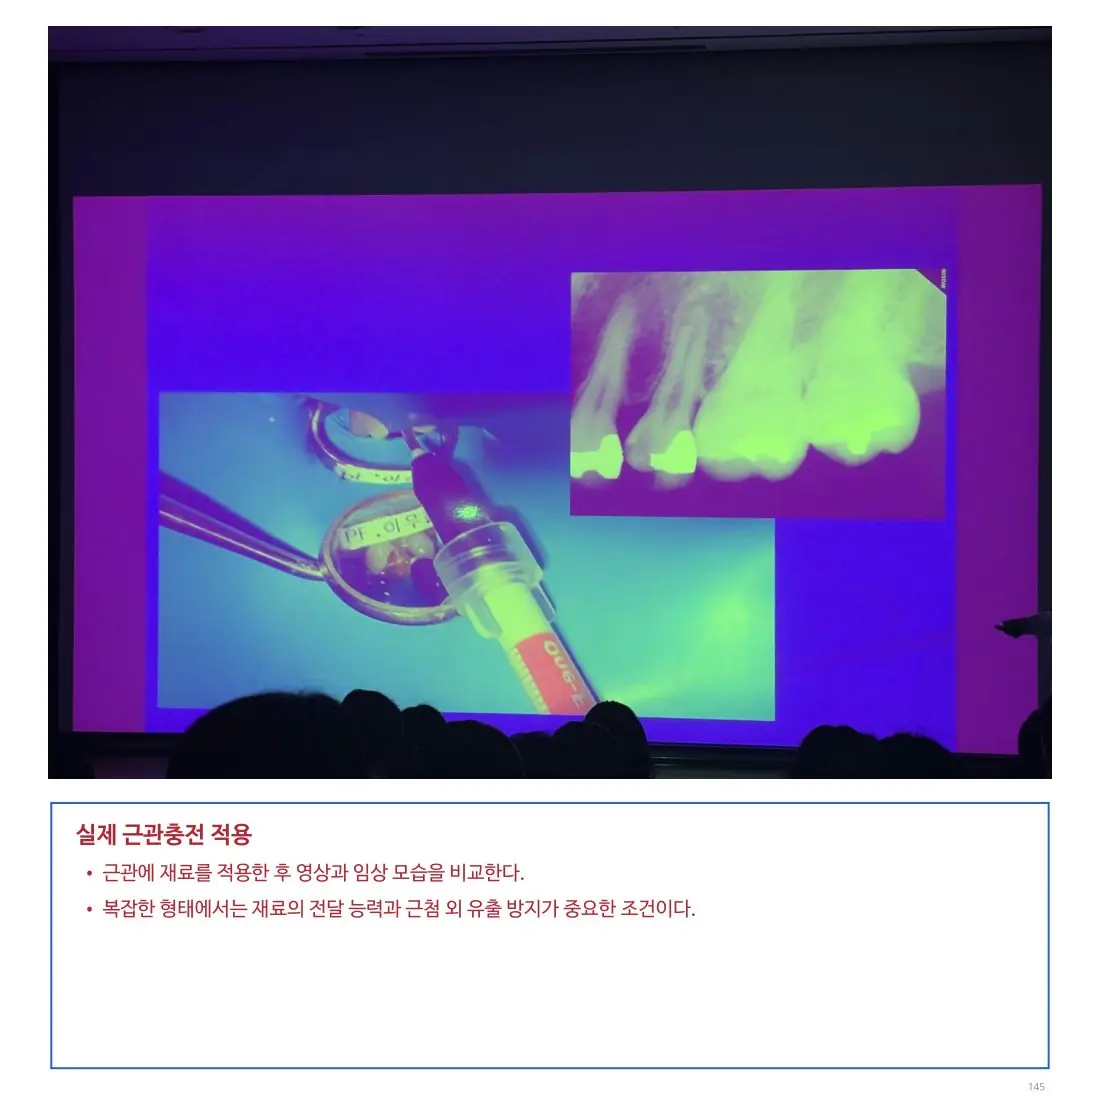 PF.이우
실제 근관충전 적용
• 근관에 재료를 적용한 후 영상과 임상 모습을 비교한다.
• 복잡한 형태에서는 재료의 전달 능력과 근첨 외 유출 방지가 중요한 조건이다.
145